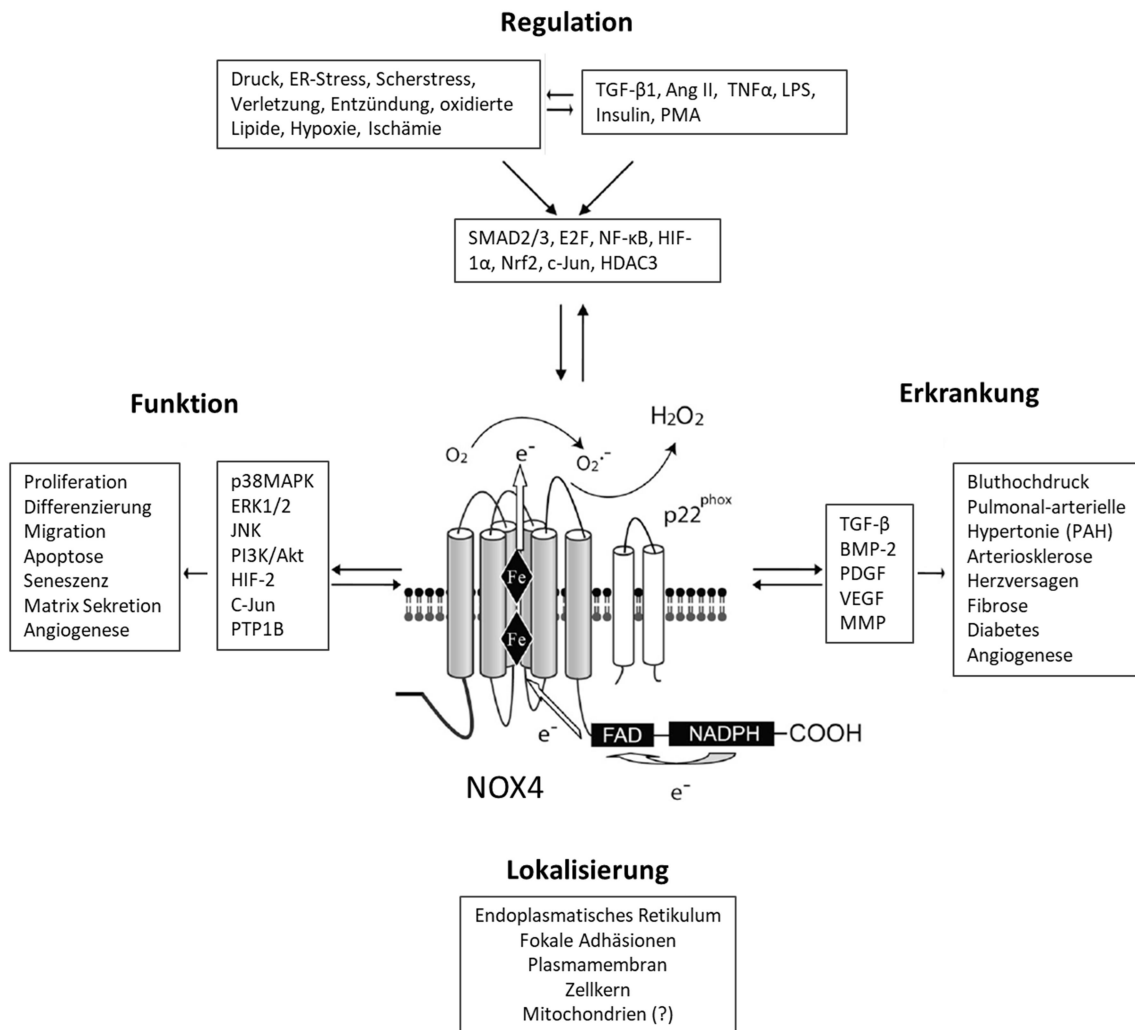 Regulation
Druck, ER-Stress, Scherstress,
Verletzung, Entzündung, oxidierte
Lipide, Hypoxie, Ischämie
TGF-β1, Ang II, TNFα, LPS,
Insulin, PMA
SMAD2/3, E2F, NF-κB, HIF-
1α, Nrf2, c-Jun, HDAC3
Funktion
Proliferation
Differenzierung
Migration
Apoptose
Seneszenz
Matrix Sekretion
Angiogenese
p38MAPK
ERK1/2
JNK
PI3K/Akt
HIF-2
C-Jun
PTP1B
O₂
e⁻
O₂·⁻
H₂O₂
p22phox
Fe
Fe
e⁻
FAD
NADPH
COOH
e⁻
NOX4
Erkrankung
TGF-β
BMP-2
PDGF
VEGF
MMP
Bluthochdruck
Pulmonal-arterielle
Hypertonie (PAH)
Arteriosklerose
Herzversagen
Fibrose
Diabetes
Angiogenese
Lokalisierung
Endoplasmatisches Retikulum
Fokale Adhäsionen
Plasmamembran
Zellkern
Mitochondrien (?)